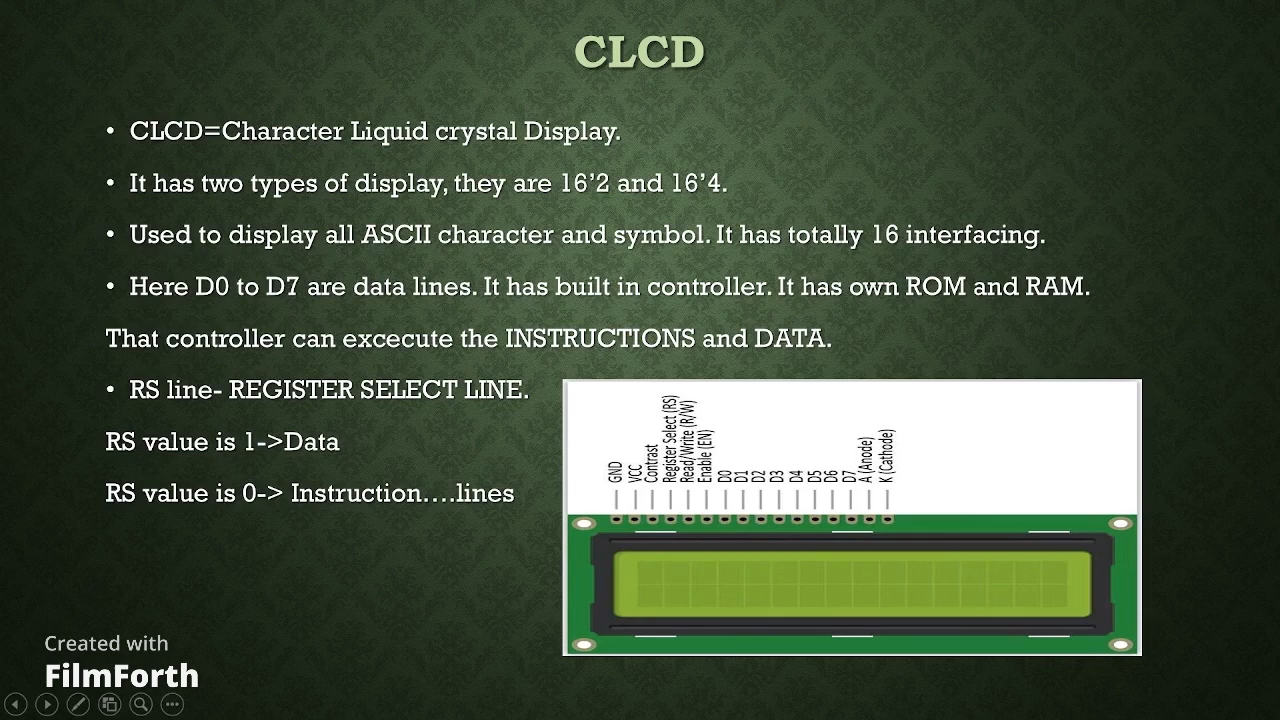 CLCD
• CLCD=Character Liquid crystal Display.
• It has two types of display, they are 16’2 and 16’4.
• Used to display all ASCII character and symbol. It has totally 16 interfacing.
• Here D0 to D7 are data lines. It has built in controller. It has own ROM and RAM.
That controller can excecute the INSTRUCTIONS and DATA.
• RS line- REGISTER SELECT LINE.
RS value is 1->Data
RS value is 0-> Instruction….lines
GND
VCC
Contrast
Register Select (RS)
Read/Write (R/W)
Enable (EN)
D0
D1
D2
D3
D4
D5
D6
D7
A (Anode)
K (Cathode)
Created with
FilmForth